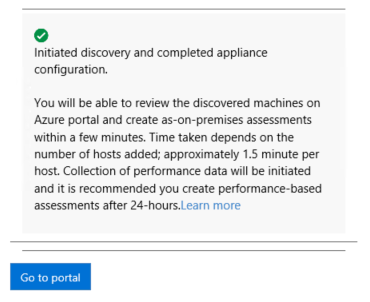 Initiated discovery and completed appliance
configuration.
You will be able to review the discovered machines on
Azure portal and create as-on-premises assessments
within a few minutes. Time taken depends on the
number of hosts added; approximately 1.5 minute per
host. Collection of performance data will be initiated
and it is recommended you create performance-based
assessments after 24-hours.Learn more
Go to portal